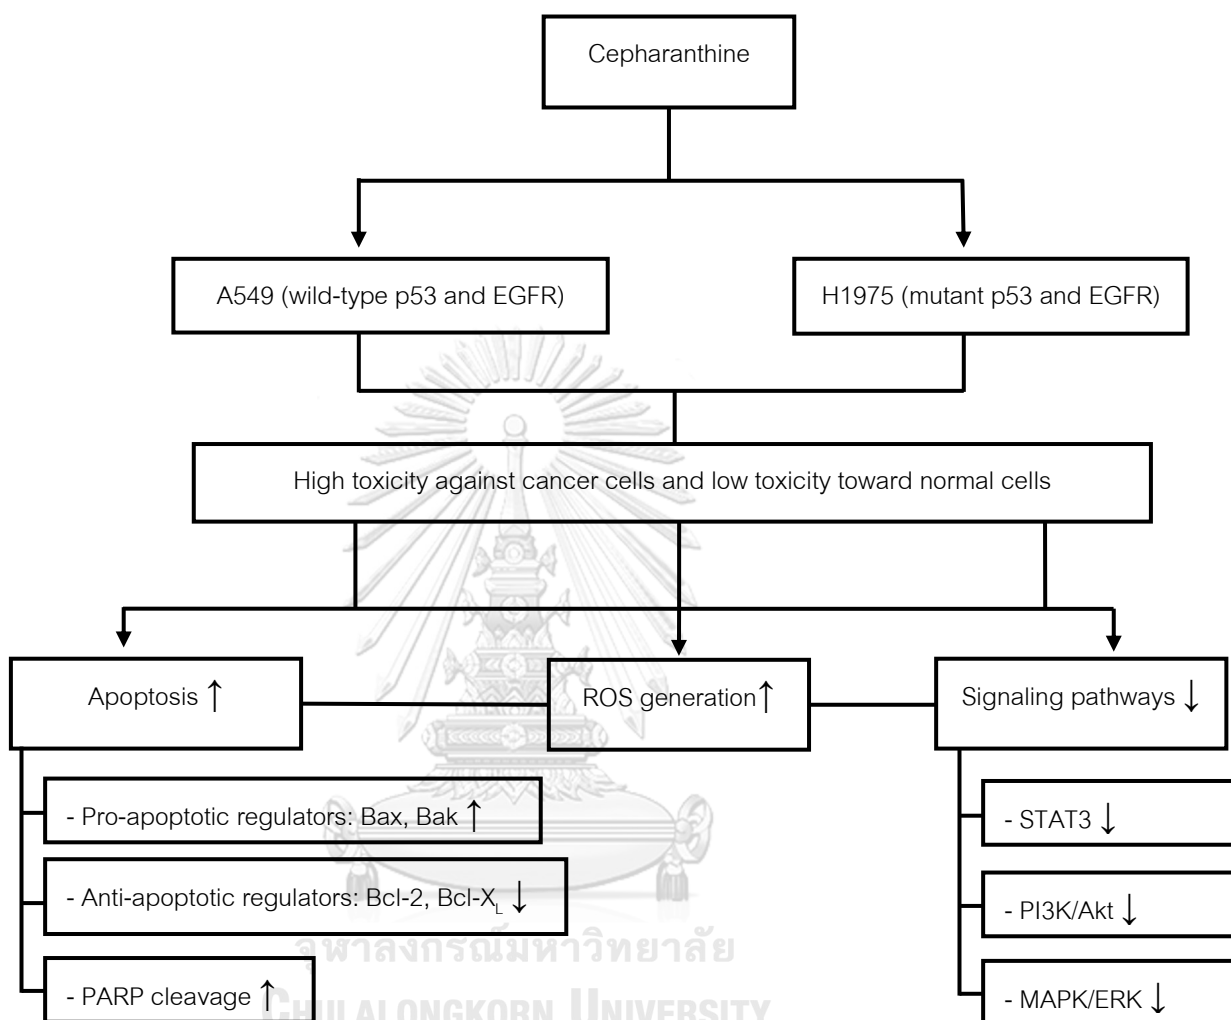 Cepharanthine
A549 (wild-type p53 and EGFR)
H1975 (mutant p53 and EGFR)
High toxicity against cancer cells and low toxicity toward normal cells
Apoptosis ↑
ROS generation ↑
Signaling pathways ↓
- Pro-apoptotic regulators: Bax, Bak ↑
- Anti-apoptotic regulators: Bcl-2, Bcl-X_L ↓
- PARP cleavage ↑
- STAT3 ↓
- PI3K/Akt ↓
- MAPK/ERK ↓
จุฬาลงกรณ์มหาวิทยาลัย
CHULALONGKORN UNIVERSITY